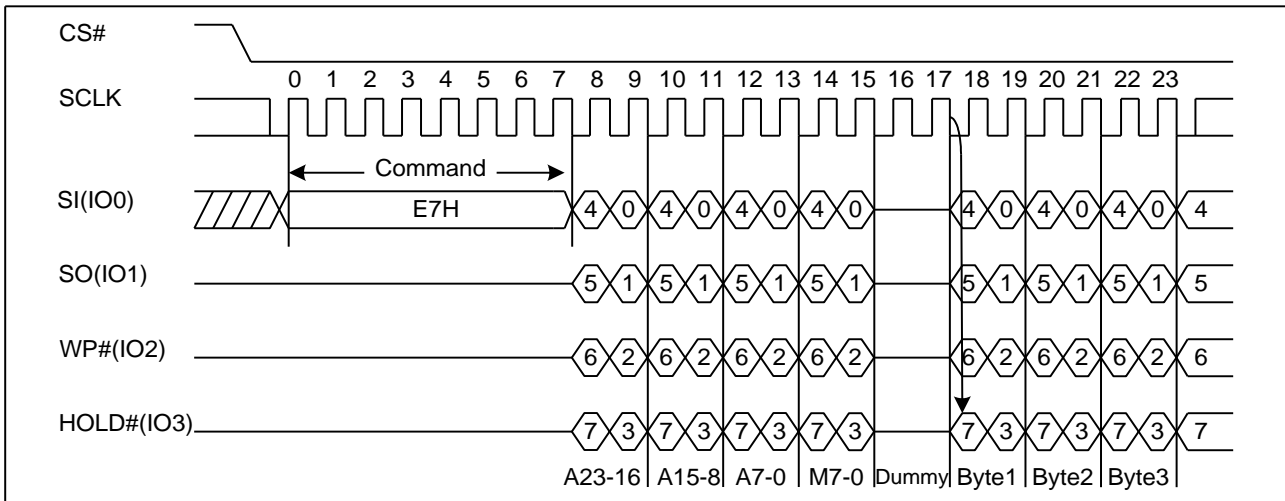 CS#
0 1 2 3 4 5 6 7 8 9 10 11 12 13 14 15 16 17 18 19 20 21 22 23
SCLK
Command
SI(IO0) E7H 4 0 4 0 4 0 4 0 4 0 4 0 4 0 4
SO(IO1) 5 1 5 1 5 1 5 1 5 1 5 1 5 1 5
WP#(IO2) 6 2 6 2 6 2 6 2 6 2 6 2 6 2 6
HOLD#(IO3) 7 3 7 3 7 3 7 3 7 3 7 3 7 3 7
A23-16 A15-8 A7-0 M7-0 Dummy Byte1 Byte2 Byte3